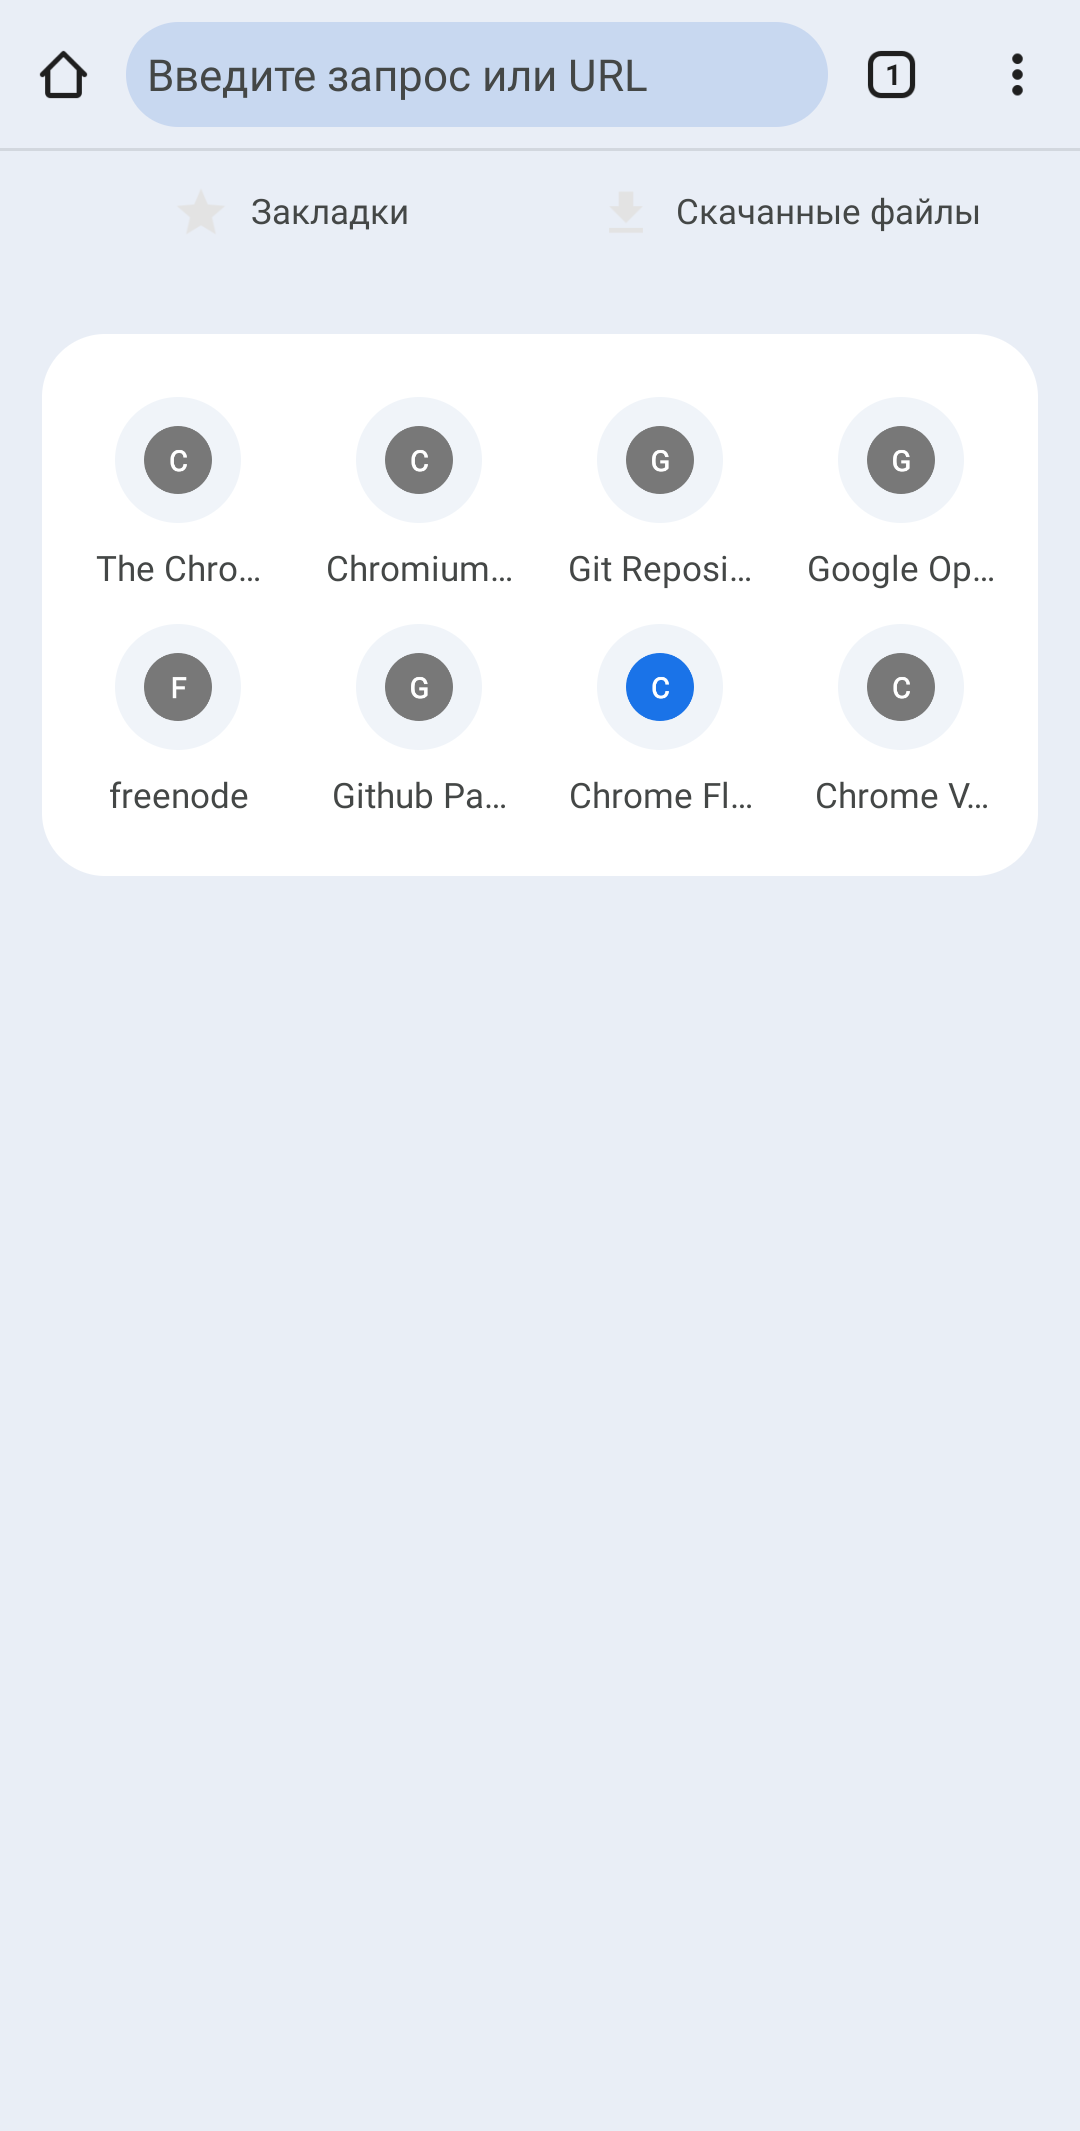 Введите запрос или URL
1
Закладки
Скачанные файлы
C C G G
The Chro... Chromium... Git Reposi... Google Op...
F G C C
freenode Github Pa... Chrome Fl... Chrome V...